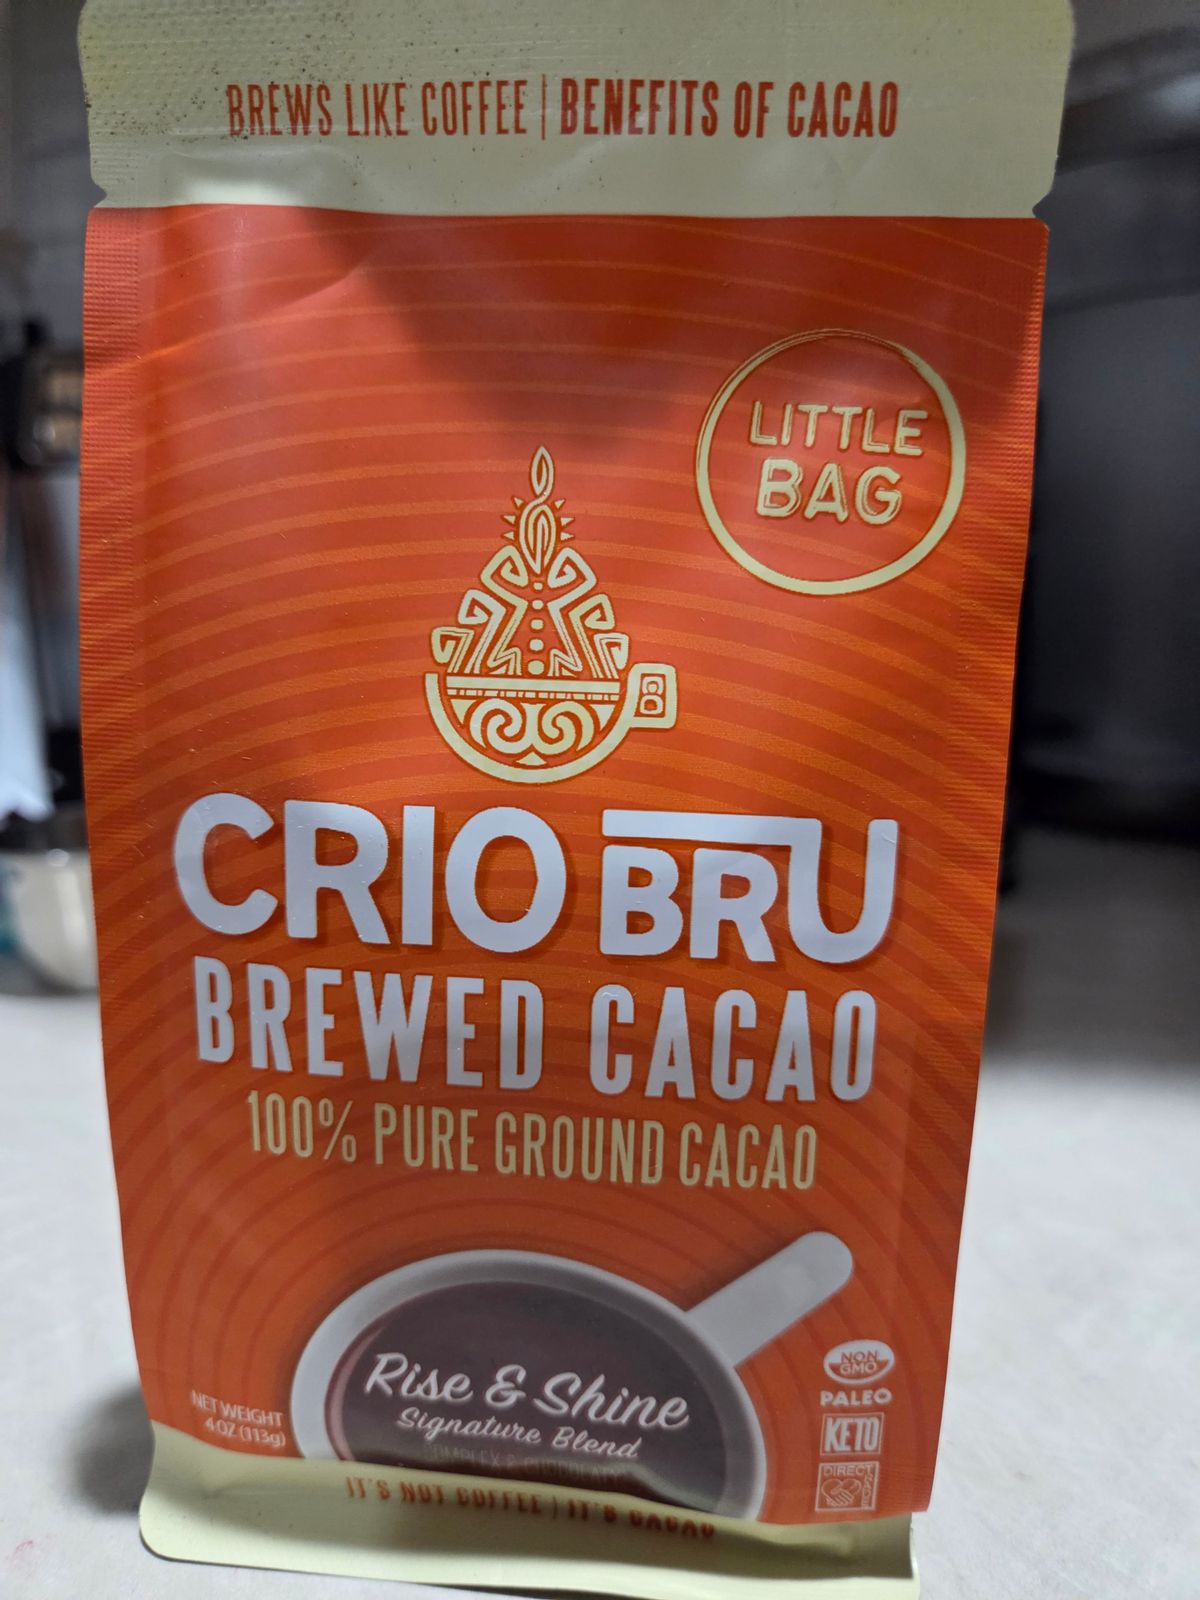 BREWS LIKE COFFEE | BENEFITS OF CACAO
LITTLE
BAG
CRIO BRU
BREWED CACAO
100% PURE GROUND CACAO
Rise & Shine
Signature Blend
NET WEIGHT
4 OZ (113g)
NON
GMO
PALEO
KETO
DIRECT
IT'S NOT COFFEE | IT'S CACAO